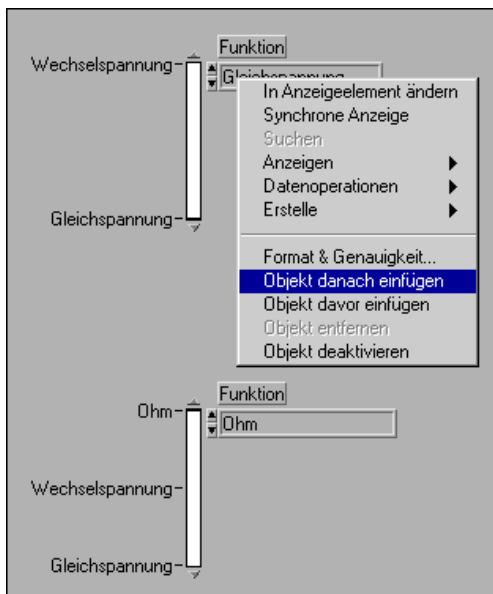 Funktion
Wechselspannung
Gleichspannung
In Anzeigeelement ändern
Synchrone Anzeige
Suchen
Anzeigen
Datenoperationen
Erstelle
Gleichspannung
Format & Genauigkeit...
Objekt danach einfügen
Objekt davor einfügen
Objekt entfernen
Objekt deaktivieren
Funktion
Ohm
Ohm
Wechselspannung
Gleichspannung